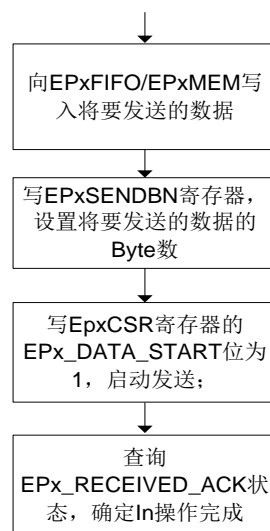 向EPxFIFO/EPxMEM写
入将要发送的数据
写EPxSENDBN寄存器，
设置将要发送的数据的
Byte数
写EpxCSR寄存器的
EPx_DATA_START位为
1，启动发送；
查询
EPx_RECEIVED_ACK状
态，确定In操作完成